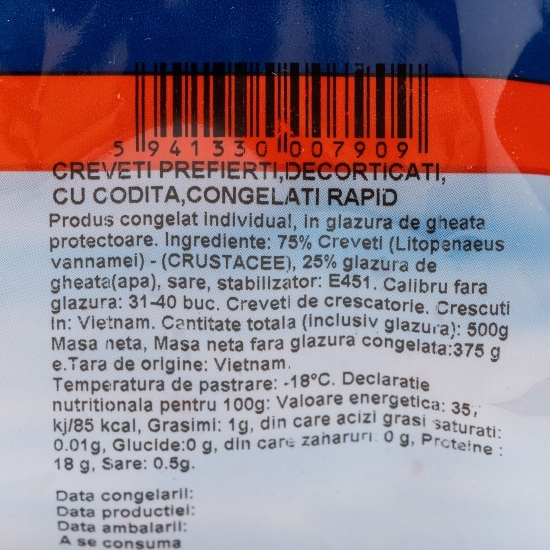 5 941330 007909
CREVETI PREFIERTI,DECORTICATI,
CU CODITA,CONGELATI RAPID
Produs congelat individual, in glazura de gheata
protectoare. Ingrediente: 75% Creveti (Litopenaeus
vannamei) - (CRUSTACEE), 25% glazura de
gheata(apa), sare, stabilizator: E451. Calibru fara
glazura: 31-40 buc. Creveti de crescatorie. Crescuti
in: Vietnam. Cantitate totala (inclusiv glazura): 500g
Masa neta, Masa neta fara glazura congelata:375 g
e.Tara de origine: Vietnam.
Temperatura de pastrare: -18°C. Declaratie
nutritionala pentru 100g: Valoare energetica:
kj/85 kcal, Grasimi: 1g, din care acizi grasi saturati:
0.01g, Glucide:0 g, din care zaharuri: 0 g, Proteine :
18 g, Sare: 0.5g.
Data congelarii:
Data productiei:
Data ambalarii:
A se consuma